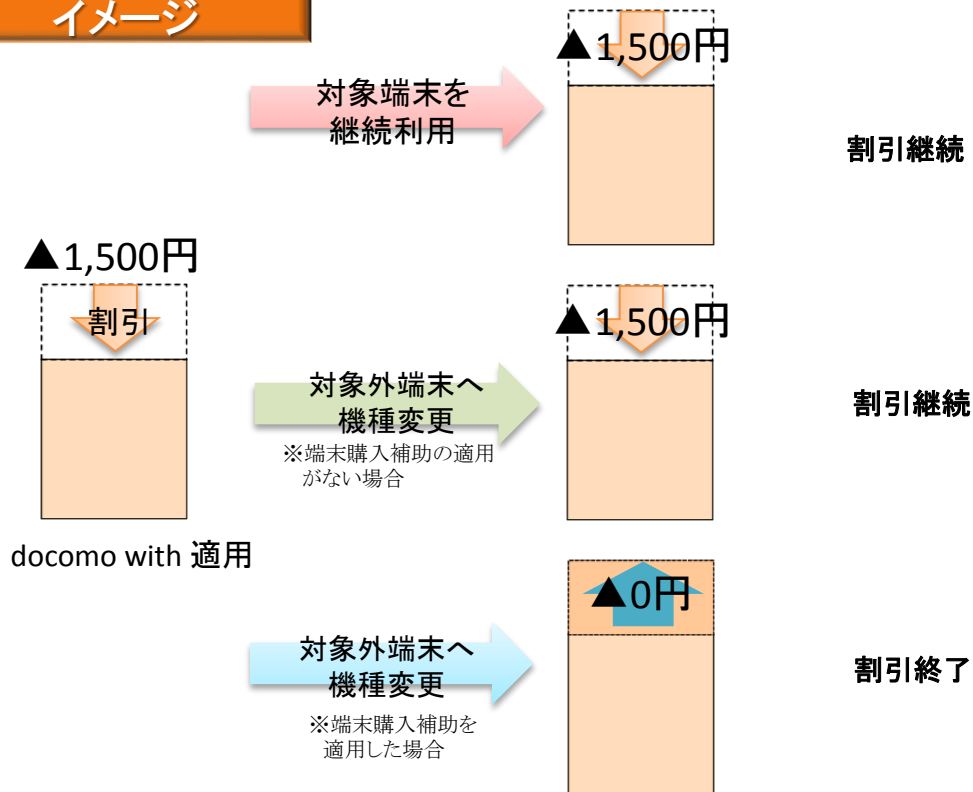 イメージ
▲1,500円
対象端末を
継続利用
割引継続
▲1,500円
割引
docomo with 適用
対象外端末へ
機種変更
※端末購入補助の適用
がない場合
▲1,500円
割引継続
対象外端末へ
機種変更
※端末購入補助を
適用した場合
▲0円
割引終了